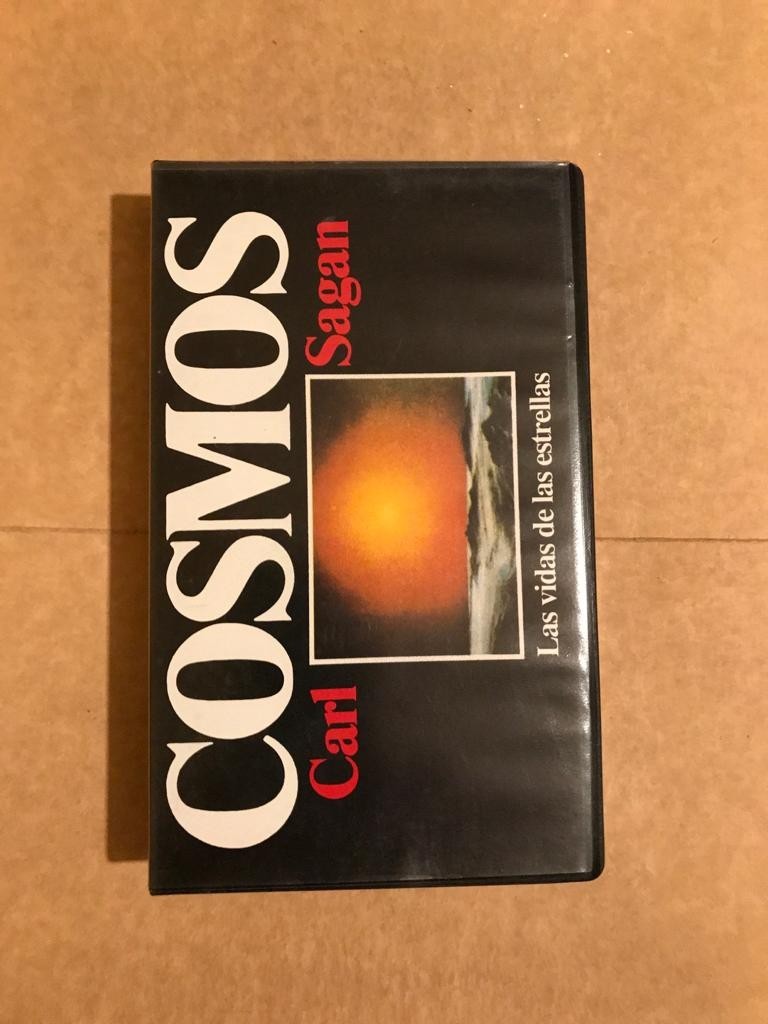 COSMOS
Carl Sagan
Las vidas de las estrellas